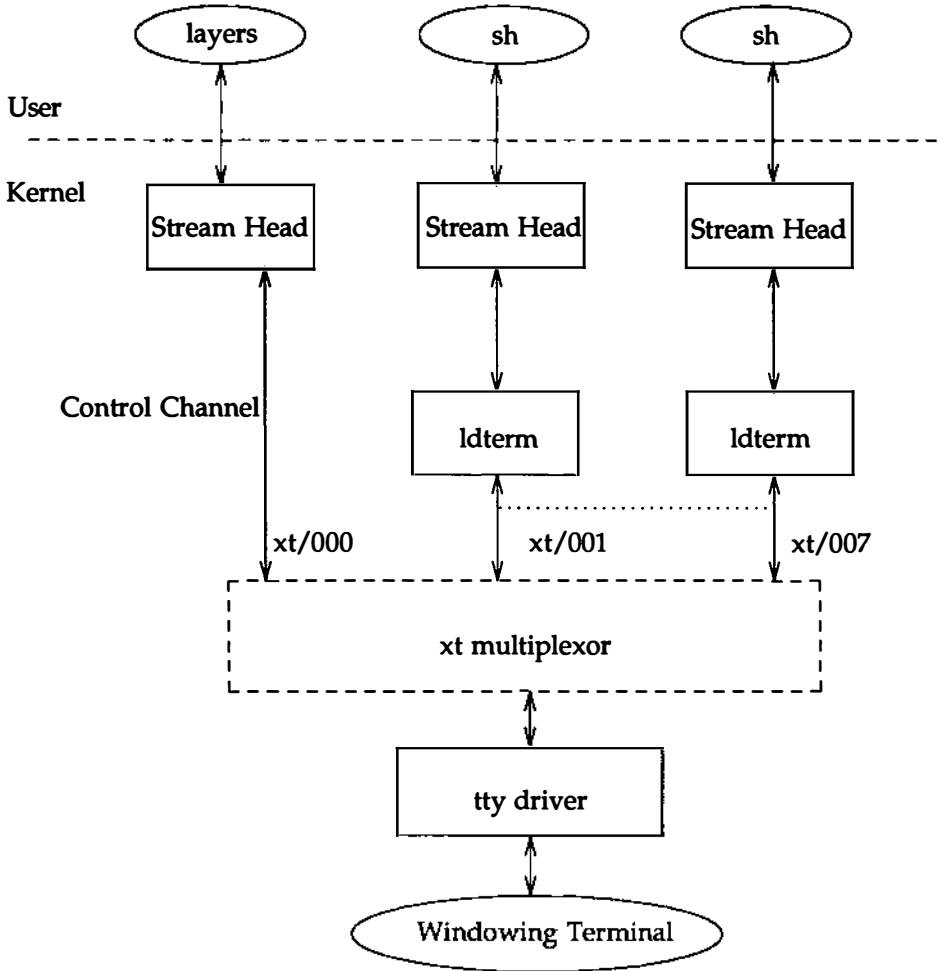 layers
sh
sh
User
Kernel
Stream Head
Stream Head
Stream Head
Control Channel
ldterm
ldterm
xt/000
xt/001
xt/007
xt multiplexor
tty driver
Windowing Terminal